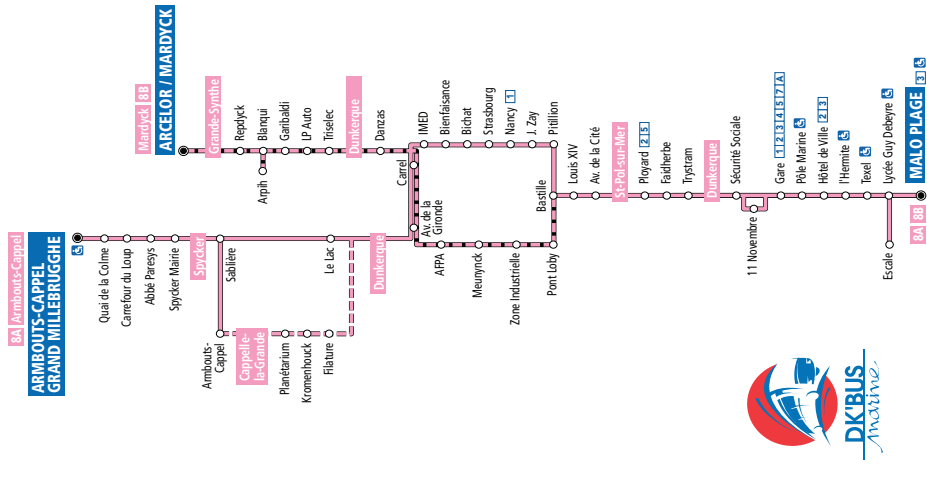 8A Armbouts-Cappel
ARMBOUTS-CAPPEL
GRAND MILLEBRUGGHE
Quai de la Colme
Carrefour du Loup
Abbé Paresys
Spycker Mairie
Spycker
Sablière
Le Lac
Armbouts-
Cappel
Cappelle-
la-Grande
Planétarium
Kromenhouck
Filature
Dunkerque
Mardyck 8B
ARCELOR / MARDYCK
Grande-Synthe
Repdyck
Blanqui
Arpih
Garibaldi
LP Auto
Triselec
Dunkerque
Danzas
Carrel
Av. de la
Gironde
IMED
Bienfaisance
Bichat
Strasbourg
Nancy 1
J. Zay
Pitillion
AFPA
Meunynck
Zone Industrielle
Pont Loby
Bastille
Louis XIV
Av. de la Cité
St-Pol-sur-Mer
Ployard 2 5
Faidherbe
Trystram
Dunkerque
Sécurité Sociale
11 Novembre
Gare 1 2 3 4 5 7 A
Pôle Marine
Hôtel de Ville 2 3
l'Hermite
Texel
Lycée Guy Debeyre
Escale
MALO PLAGE 3
8A 8B
DK'BUS
marine